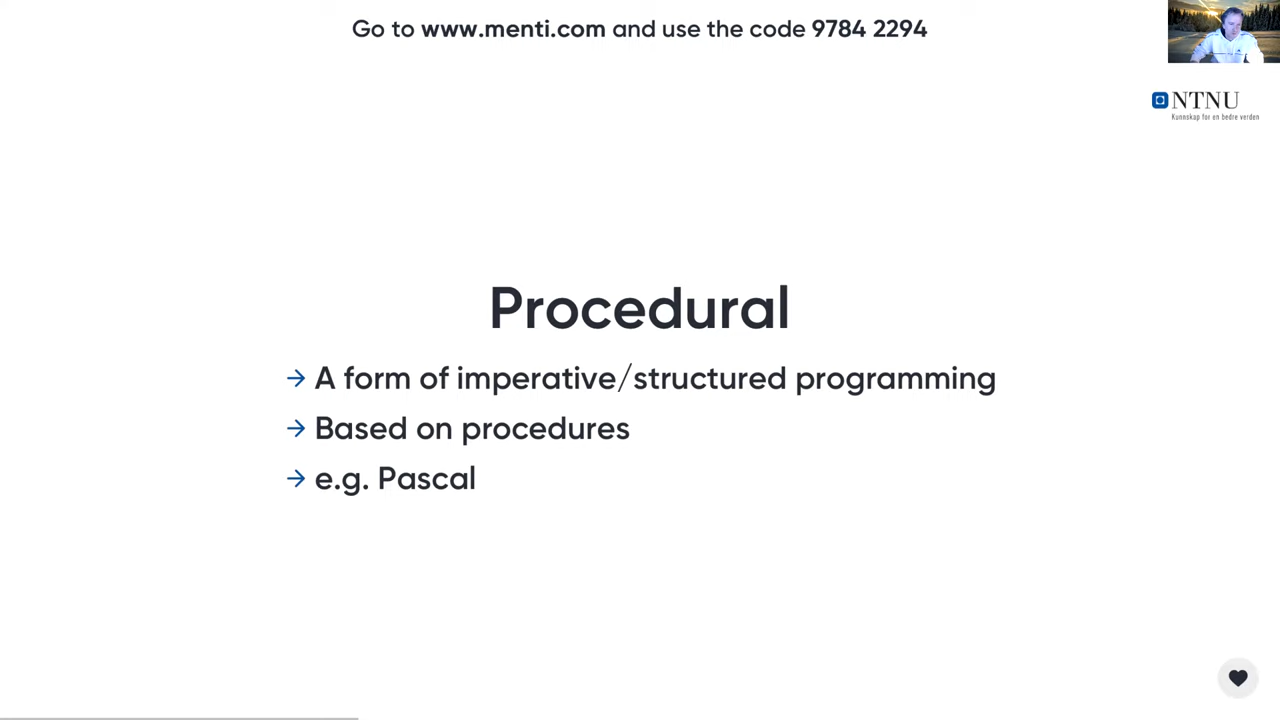 Go to www.menti.com and use the code 9784 2294
NTNU
Kunnskap for en bedre verden
Procedural
→ A form of imperative/structured programming
→ Based on procedures
→ e.g. Pascal